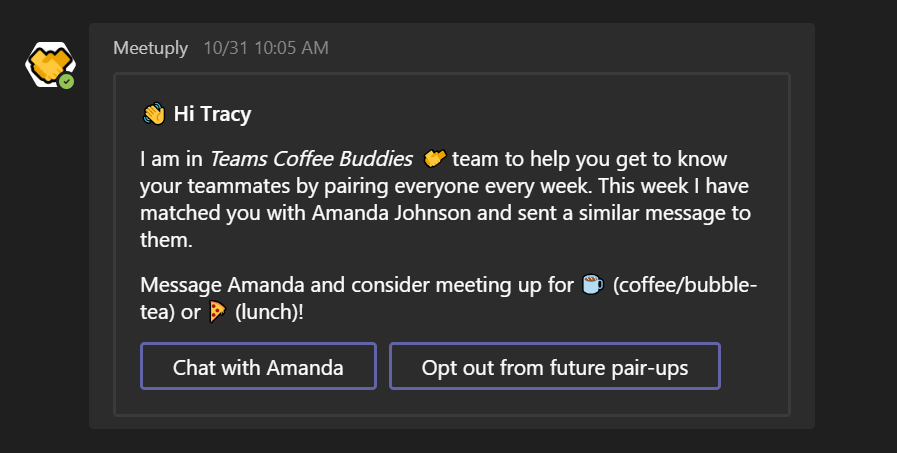 Meetuply 10/31 10:05 AM
👋 Hi Tracy
I am in Teams Coffee Buddies 🤝 team to help you get to know
your teammates by pairing everyone every week. This week I have
matched you with Amanda Johnson and sent a similar message to
them.
Message Amanda and consider meeting up for ☕ (coffee/bubble-
tea) or 🍕 (lunch)!
Chat with Amanda
Opt out from future pair-ups